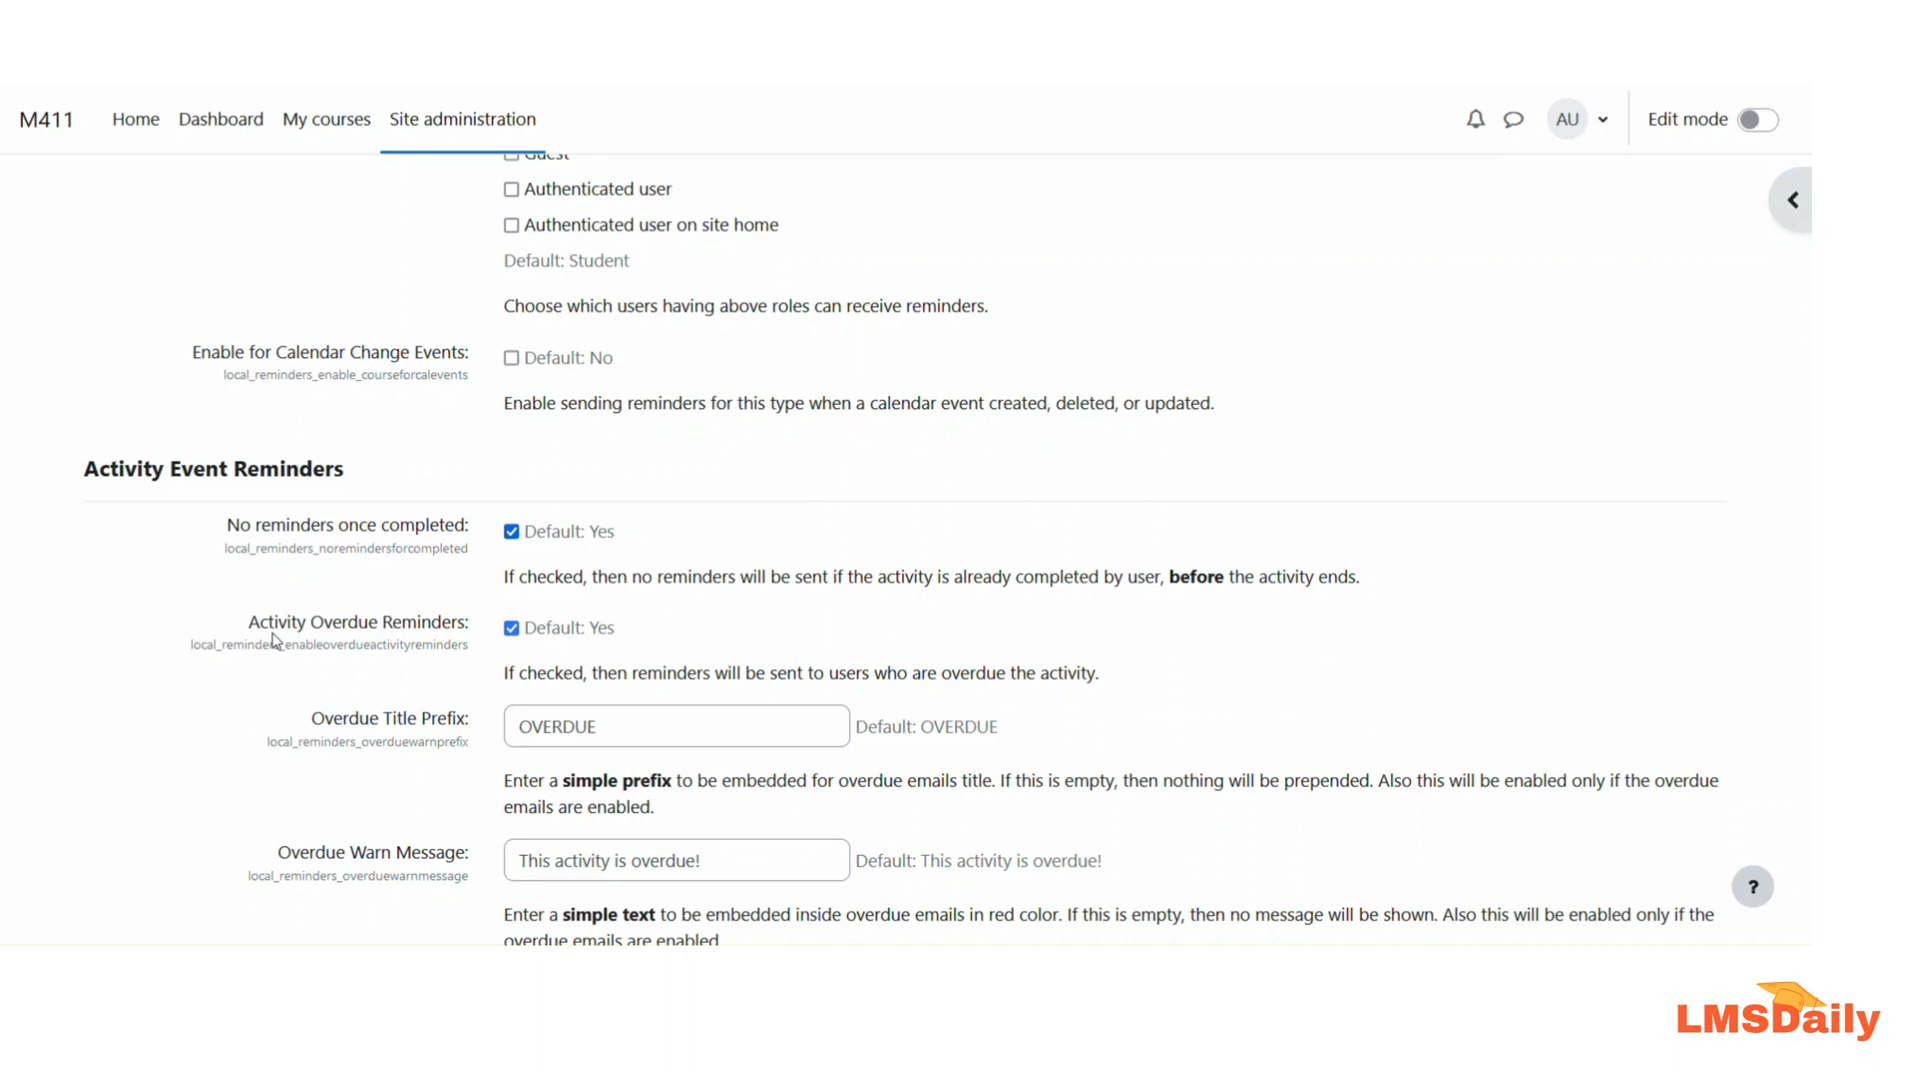 M411 Home Dashboard My courses Site administration AU Edit mode
Guest
Authenticated user
Authenticated user on site home
Default: Student
Choose which users having above roles can receive reminders.
Enable for Calendar Change Events: Default: No
local_reminders_enable_courseforcalevents
Enable sending reminders for this type when a calendar event created, deleted, or updated.
Activity Event Reminders
No reminders once completed: Default: Yes
local_reminders_noremindersforcompleted
If checked, then no reminders will be sent if the activity is already completed by user, before the activity ends.
Activity Overdue Reminders: Default: Yes
local_reminders_enableoverdueactivityreminders
If checked, then reminders will be sent to users who are overdue the activity.
Overdue Title Prefix: OVERDUE Default: OVERDUE
local_reminders_overduewarnprefix
Enter a simple prefix to be embedded for overdue emails title. If this is empty, then nothing will be prepended. Also this will be enabled only if the overdue
emails are enabled.
Overdue Warn Message: This activity is overdue! Default: This activity is overdue!
local_reminders_overduewarnmessage
?
Enter a simple text to be embedded inside overdue emails in red color. If this is empty, then no message will be shown. Also this will be enabled only if the
overdue emails are enabled
LMSDaily